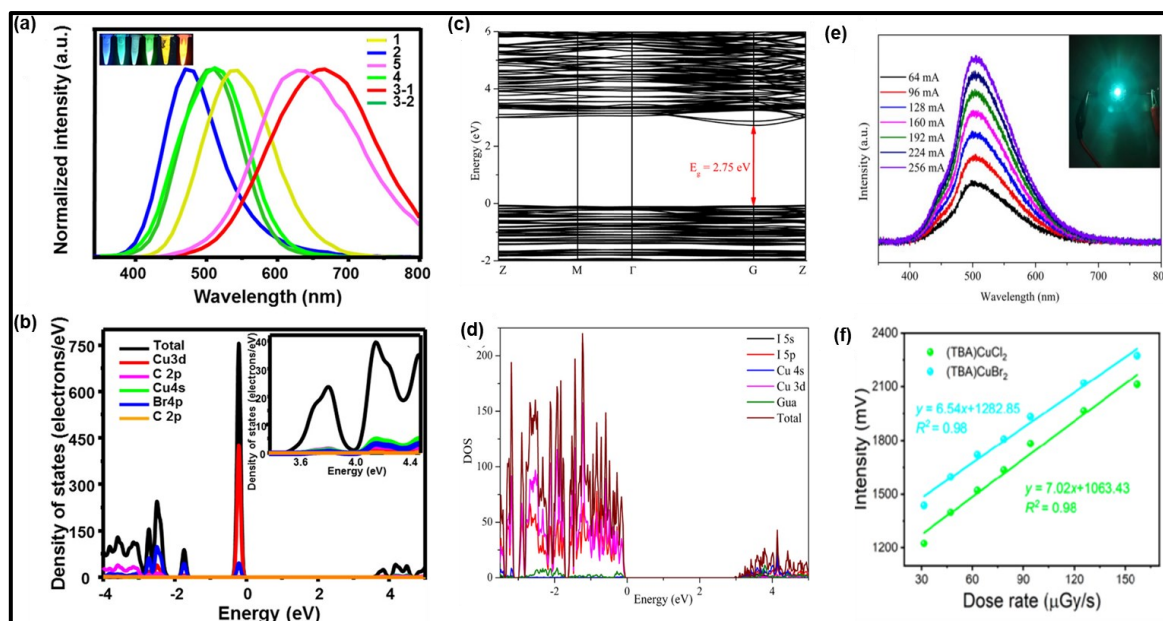 (a)
1
2
5
4
3-1
3-2
Normalized intensity (a.u.)
400 500 600 700 800
Wavelength (nm)
(c)
6
4
2
0
-2
Energy (eV)
E_g = 2.75 eV
Z M Γ G Z
(e)
64 mA
96 mA
128 mA
160 mA
192 mA
224 mA
256 mA
Intensity (a.u.)
400 500 600 700 800
Wavelength (nm)
(b)
Total
Cu3d
C 2p
Cu4s
Br4p
C 2p
Density of states (electrons/eV)
750
600
450
300
150
0
-4 -2 0 2 4
Energy (eV)
Density of states (electrons/eV)
40
30
20
10
0
3.6 4.0 4.4
Energy (eV)
(d)
I 5s
I 5p
Cu 4s
Cu 3d
Gua
Total
DOS
200
150
100
50
0
-2 0 2 4
Energy (eV)
(f)
(TBA)CuCl2
(TBA)CuBr2
y = 6.54x+1282.85
R² = 0.98
y = 7.02x+1063.43
R² = 0.98
Intensity (mV)
2400
2100
1800
1500
1200
30 60 90 120 150
Dose rate (μGy/s)